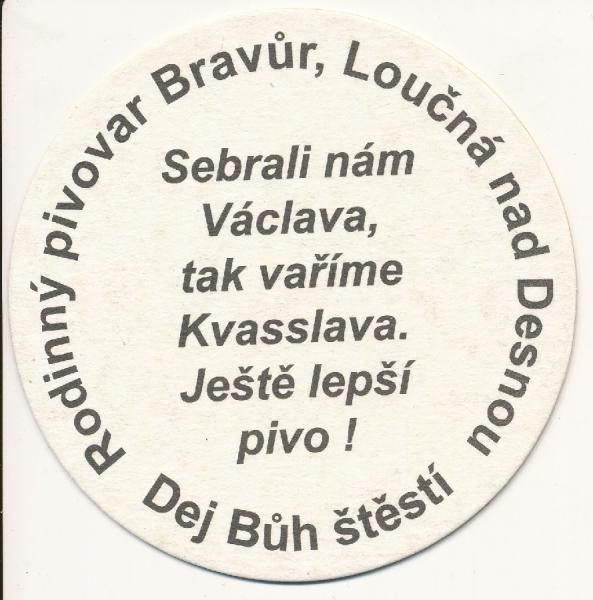 Rodinný pivovar Bravůr, Loučná nad Desnou
Sebrali nám
Václava,
tak vaříme
Kvasslava.
Ještě lepší
pivo !
Dej Bůh štěstí